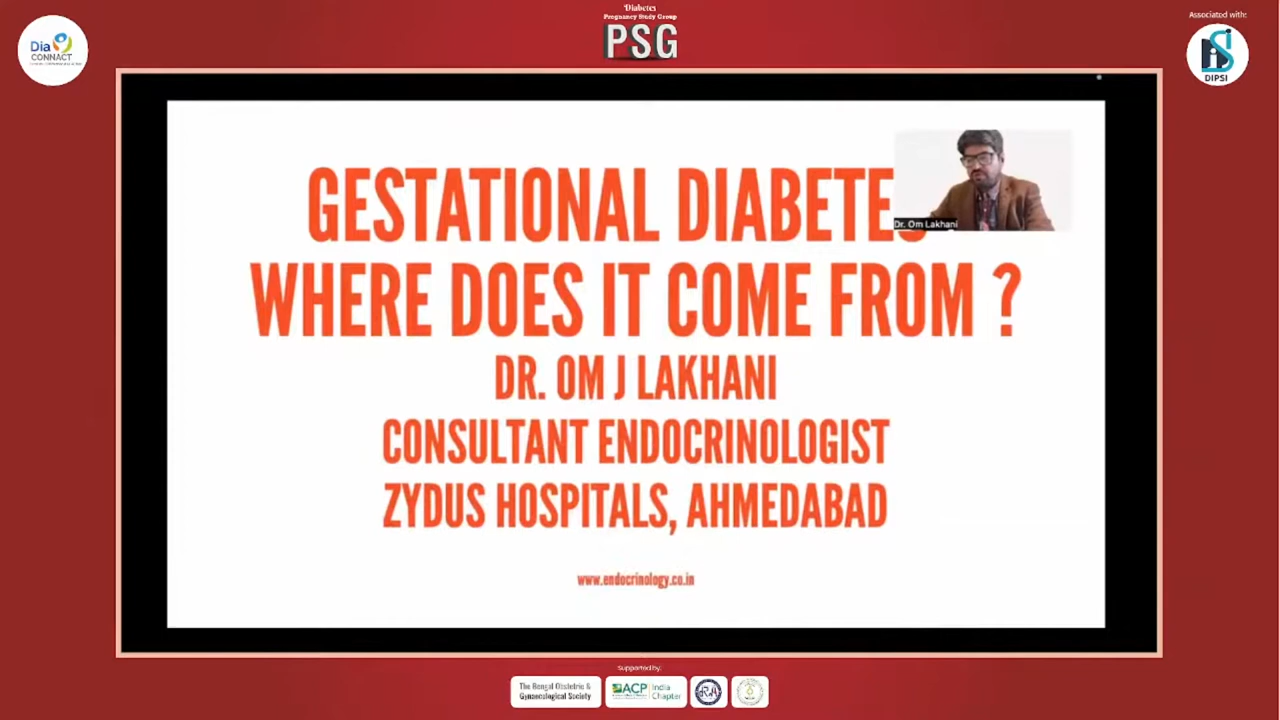 Diabetes
Pregnancy Study Group
PSG
Associated with:
Dia
CONNACT
DIPSI
GESTATIONAL DIABETES
WHERE DOES IT COME FROM ?
Dr. Om Lakhani
DR. OM J LAKHANI
CONSULTANT ENDOCRINOLOGIST
ZYDUS HOSPITALS, AHMEDABAD
www.endocrinology.co.in
Supported by:
The Bengal Obstetric &
Gynaecological Society
ACP
India
Chapter